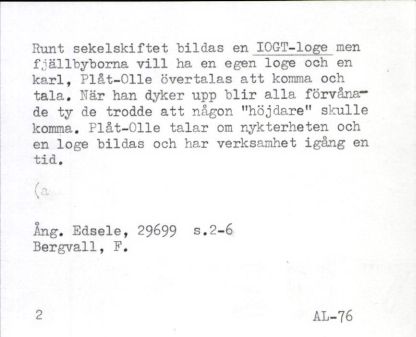 Runt sekelskiftet bildas en IOGT-loge men
fjällbyborna vill ha en egen loge och en
karl, Plåt-Olle övertalas att komma och
tala. När han dyker upp blir alla förvåna-
de ty de trodde att någon "höjdare" skulle
komma. Plåt-Olle talar om nykterheten och
en loge bildas och har verksamhet igång en
tid.
(a
Ång. Edsele, 29699 s.2-6
Bergvall, F.
2 AL-76